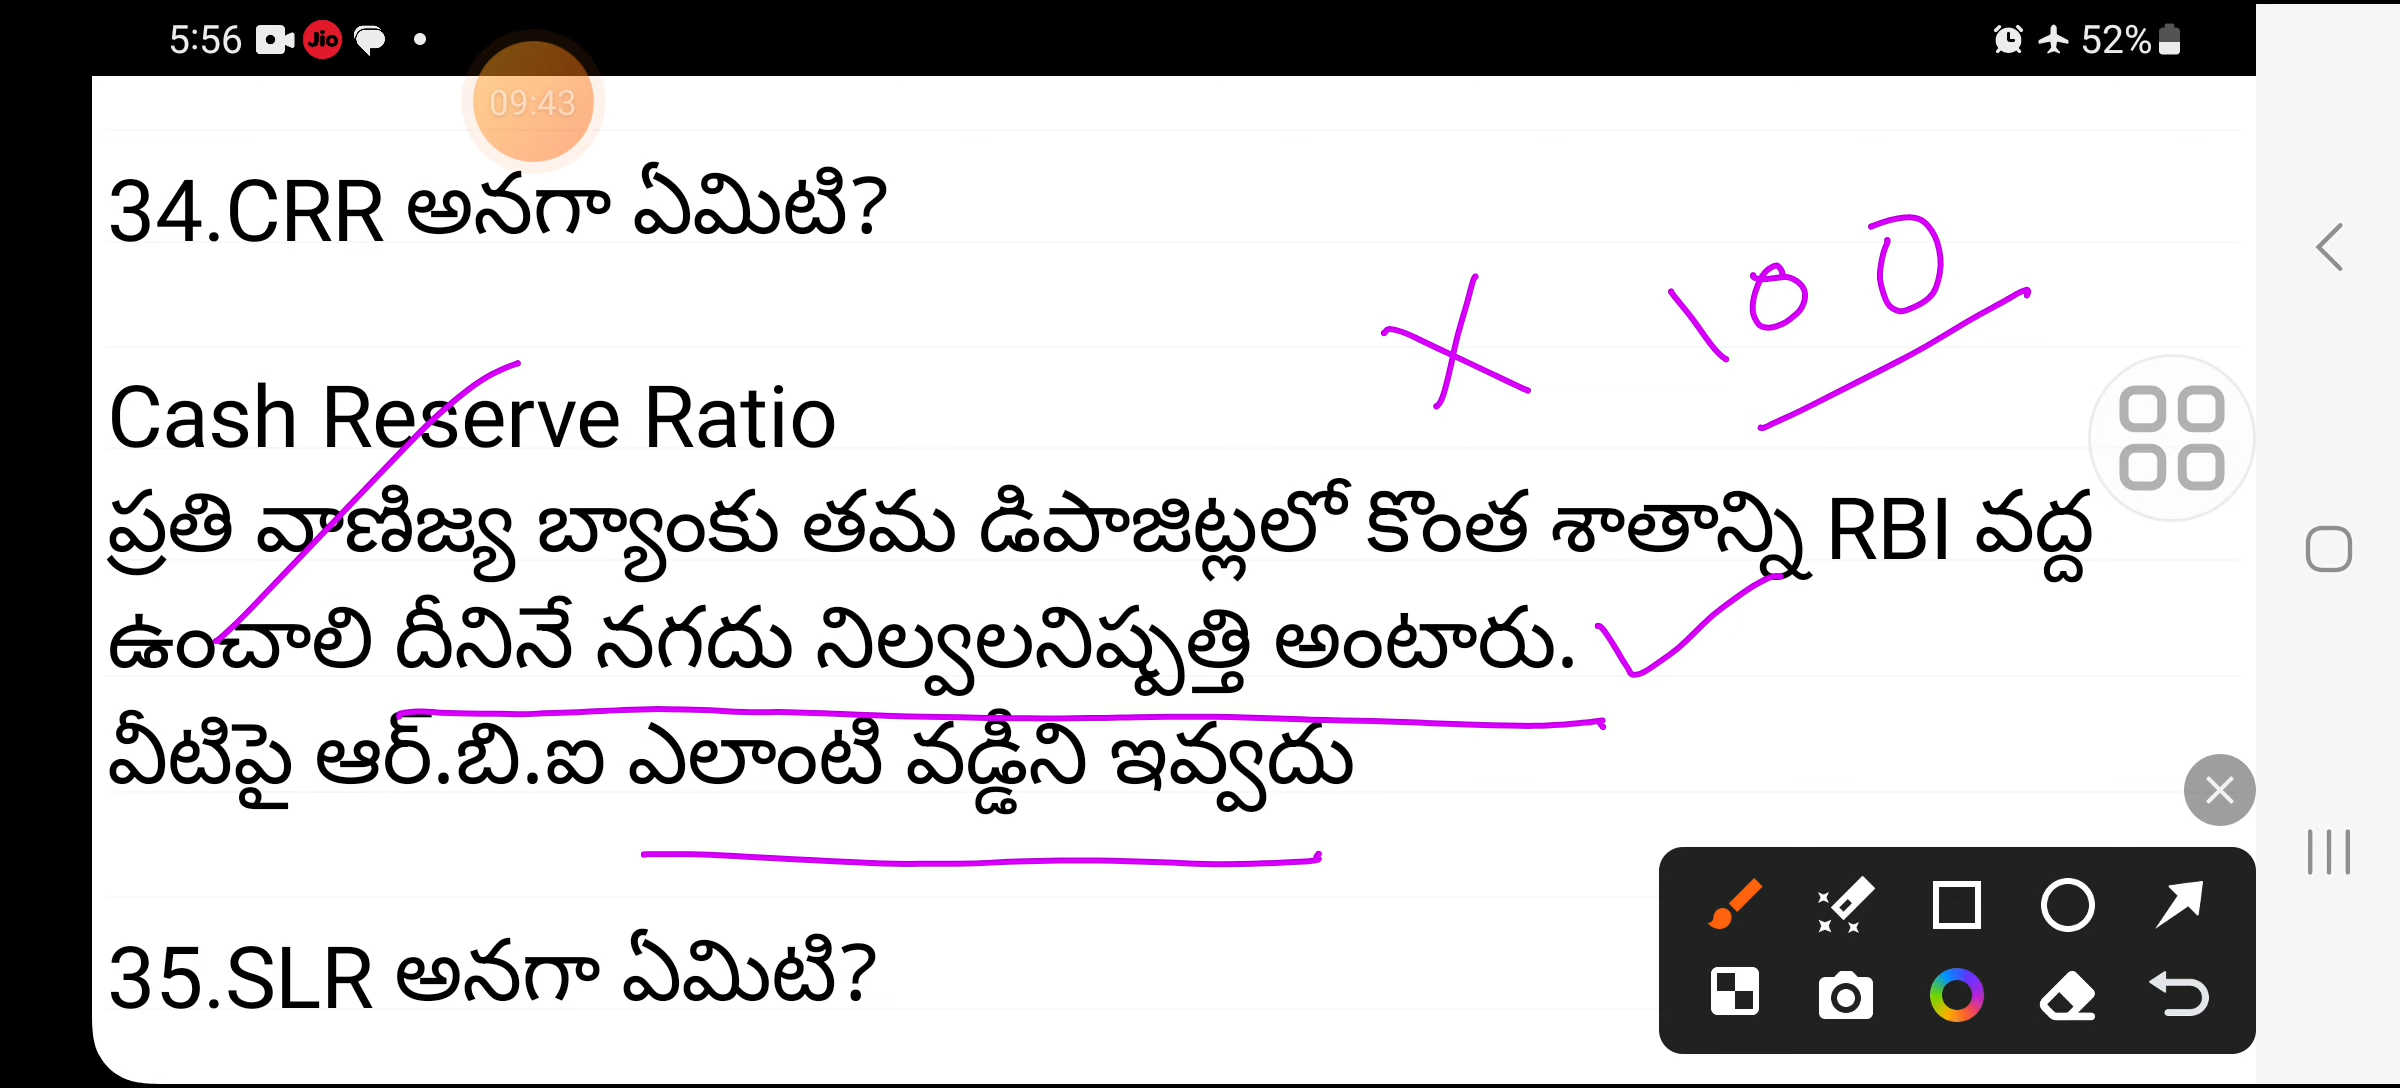 5:56 Jio 52%
09:43
34.CRR అనగా ఏమిటి?
X 100
Cash Reserve Ratio
ప్రతి వాణిజ్య బ్యాంకు తమ డిపాజిట్లలో కొంత శాతాన్ని RBI వద్ద
ఉంచాలి దీనినే నగదు నిల్వలనిష్పత్తి అంటారు.
వీటిపై ఆర్.బి.ఐ ఎలాంటి వడ్డీని ఇవ్వదు
35.SLR అనగా ఏమిటి?